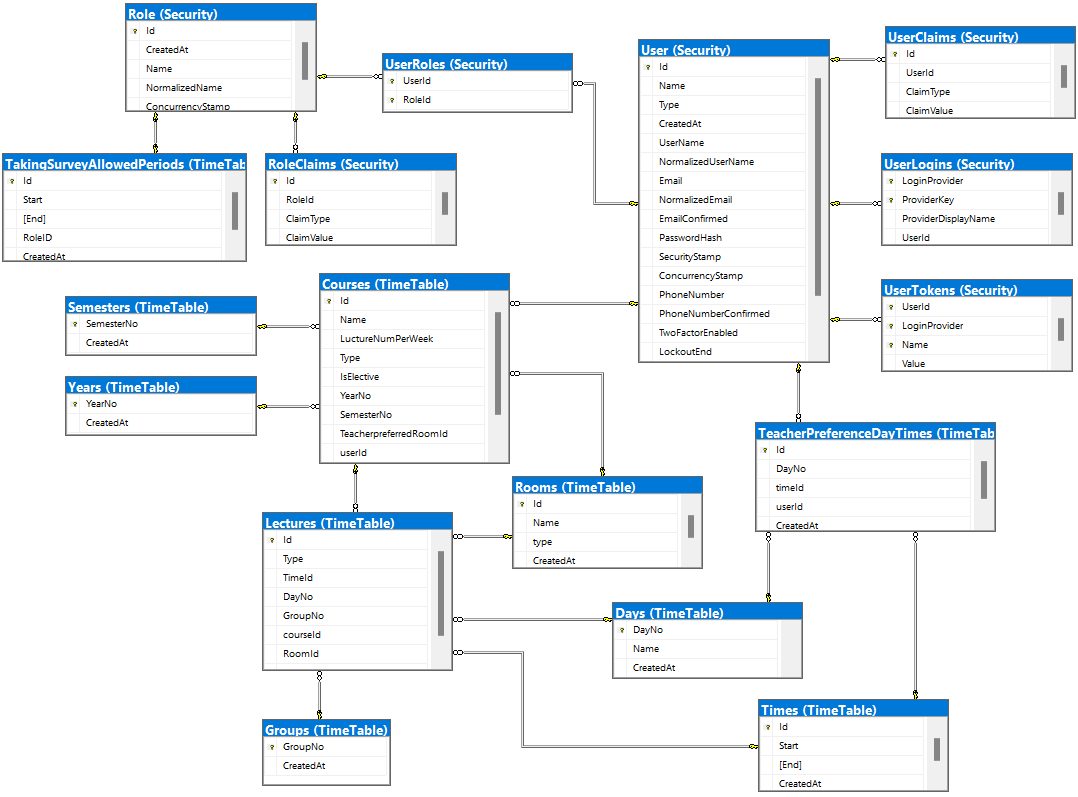 Role (Security)
Id
CreatedAt
Name
NormalizedName
ConcurrencyStamp
UserRoles (Security)
UserId
RoleId
User (Security)
Id
Name
Type
CreatedAt
UserName
NormalizedUserName
Email
NormalizedEmail
EmailConfirmed
PasswordHash
SecurityStamp
ConcurrencyStamp
PhoneNumber
PhoneNumberConfirmed
TwoFactorEnabled
LockoutEnd
UserClaims (Security)
Id
UserId
ClaimType
ClaimValue
TakingSurveyAllowedPeriods (TimeTab
Id
Start
[End]
RoleID
CreatedAt
RoleClaims (Security)
Id
RoleId
ClaimType
ClaimValue
UserLogins (Security)
LoginProvider
ProviderKey
ProviderDisplayName
UserId
Semesters (TimeTable)
SemesterNo
CreatedAt
Courses (TimeTable)
Id
Name
LuctureNumPerWeek
Type
IsElective
YearNo
SemesterNo
TeacherpreferredRoomId
userId
UserTokens (Security)
UserId
LoginProvider
Name
Value
Years (TimeTable)
YearNo
CreatedAt
TeacherPreferenceDayTimes (TimeTab
Id
DayNo
timeId
userId
CreatedAt
Rooms (TimeTable)
Id
Name
type
CreatedAt
Lectures (TimeTable)
Id
Type
TimeId
DayNo
GroupNo
courseId
RoomId
Days (TimeTable)
DayNo
Name
CreatedAt
Groups (TimeTable)
GroupNo
CreatedAt
Times (TimeTable)
Id
Start
[End]
CreatedAt